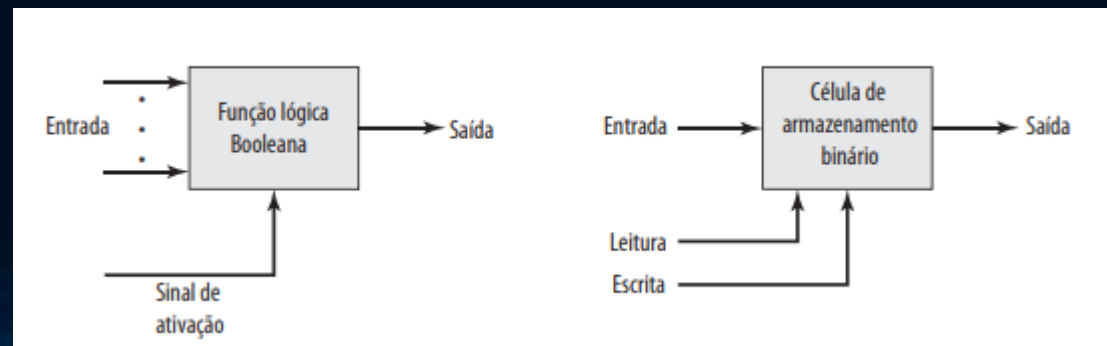 Entrada
Função lógica
Booleana
Saída
Sinal de
ativação
Entrada
Célula de
armazenamento
binário
Saída
Leitura
Escrita